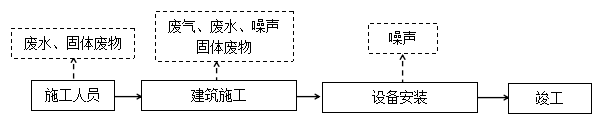 废水、固体废物
废气、废水、噪声
固体废物
噪声
施工人员
建筑施工
设备安装
竣工